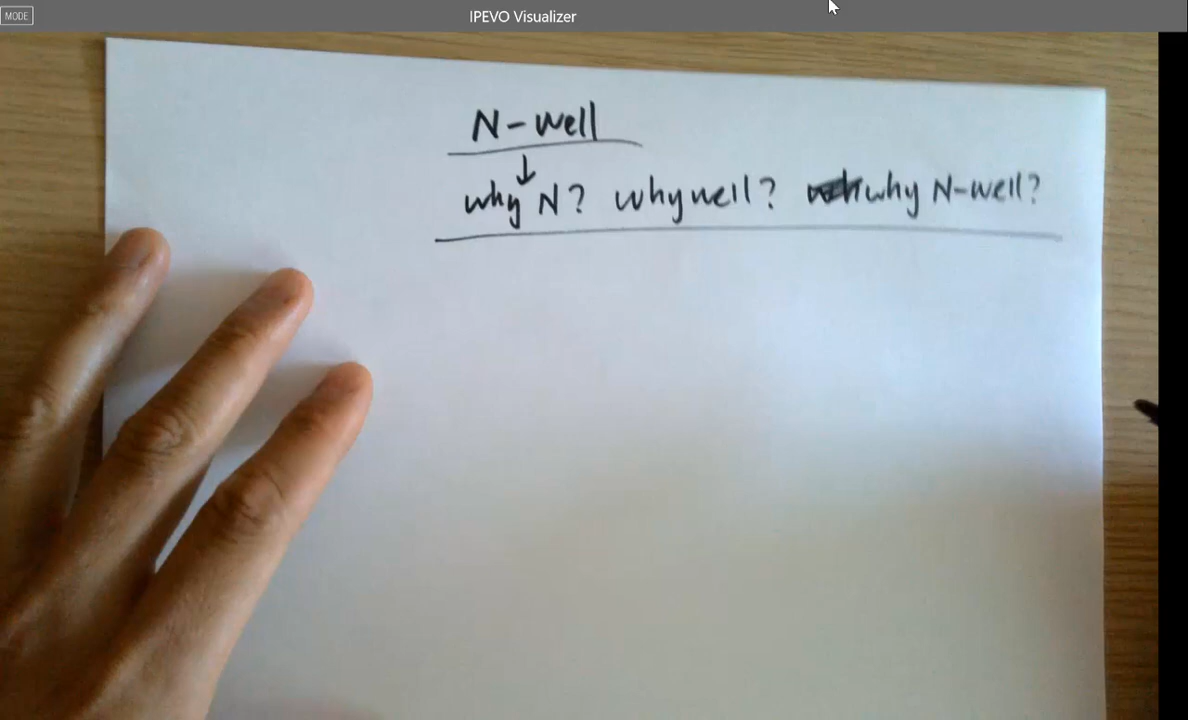 MODE
IPEVO Visualizer
N-well
↓
why N? why well? why N-well?